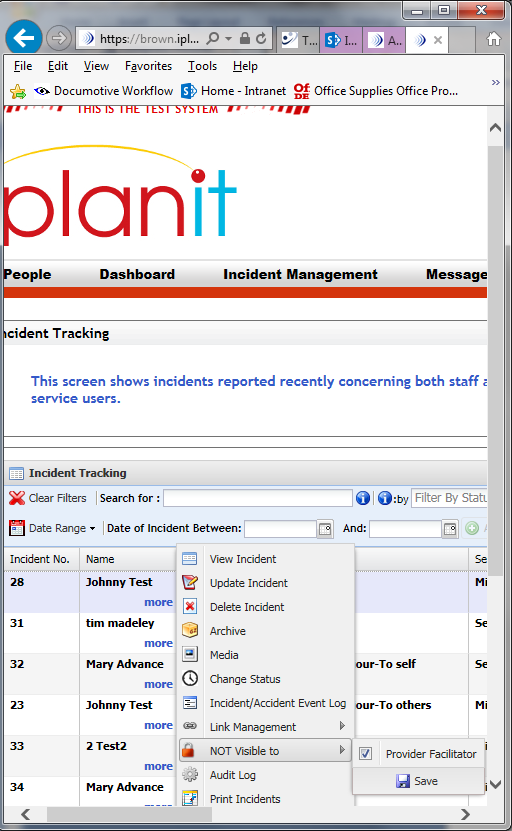 https://brown.ipl...
T...
I...
A...
File Edit View Favorites Tools Help
Documotive Workflow Home - Intranet Of DE Office Supplies Office Pro...
THIS IS THE TEST SYSTEM
planit
People Dashboard Incident Management Message
ncident Tracking
This screen shows incidents reported recently concerning both staff a
service users.
Incident Tracking
Clear Filters Search for : :by Filter By Statu
Date Range Date of Incident Between: And:
Incident No. Name Se
28 Johnny Test Mi
more
31 tim madeley Se
more
32 Mary Advance our-To self Se
more
23 Johnny Test our-To others Mi
more
33 2 Test2 Mi
more
34 Mary Advance Mi
View Incident
Update Incident
Delete Incident
Archive
Media
Change Status
Incident/Accident Event Log
Link Management
NOT Visible to
Audit Log
Print Incidents
Provider Facilitator
Save